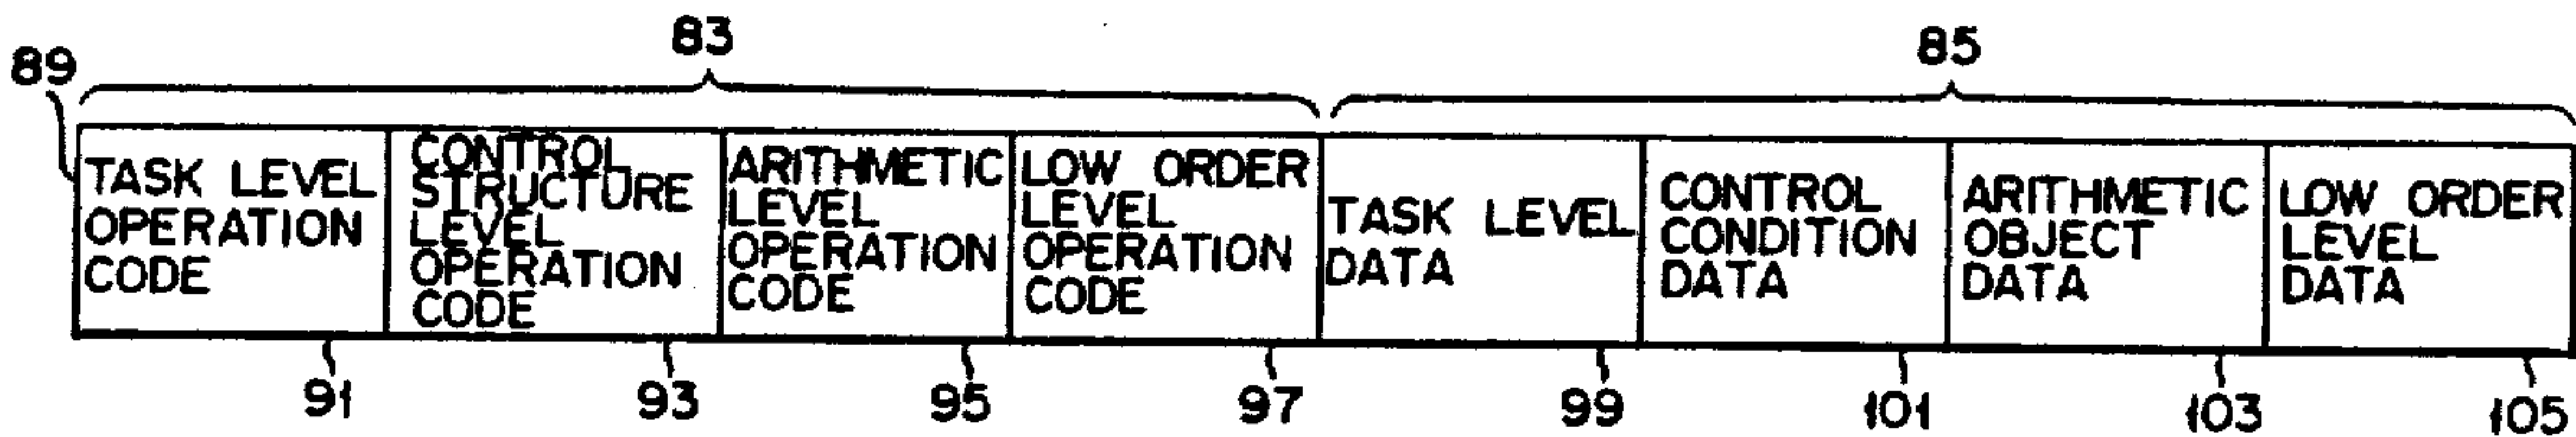 83
85
89
TASK LEVEL
OPERATION
CODE
CONTROL
STRUCTURE
LEVEL
OPERATION
CODE
ARITHMETIC
LEVEL
OPERATION
CODE
LOW ORDER
LEVEL
OPERATION
CODE
TASK LEVEL
DATA
CONTROL
CONDITION
DATA
ARITHMETIC
OBJECT
DATA
LOW ORDER
LEVEL
DATA
91
93
95
97
99
101
103
105